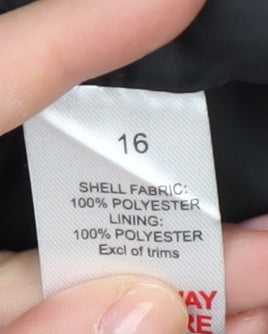 16
SHELL FABRIC:
100% POLYESTER
LINING:
100% POLYESTER
Excl of trims